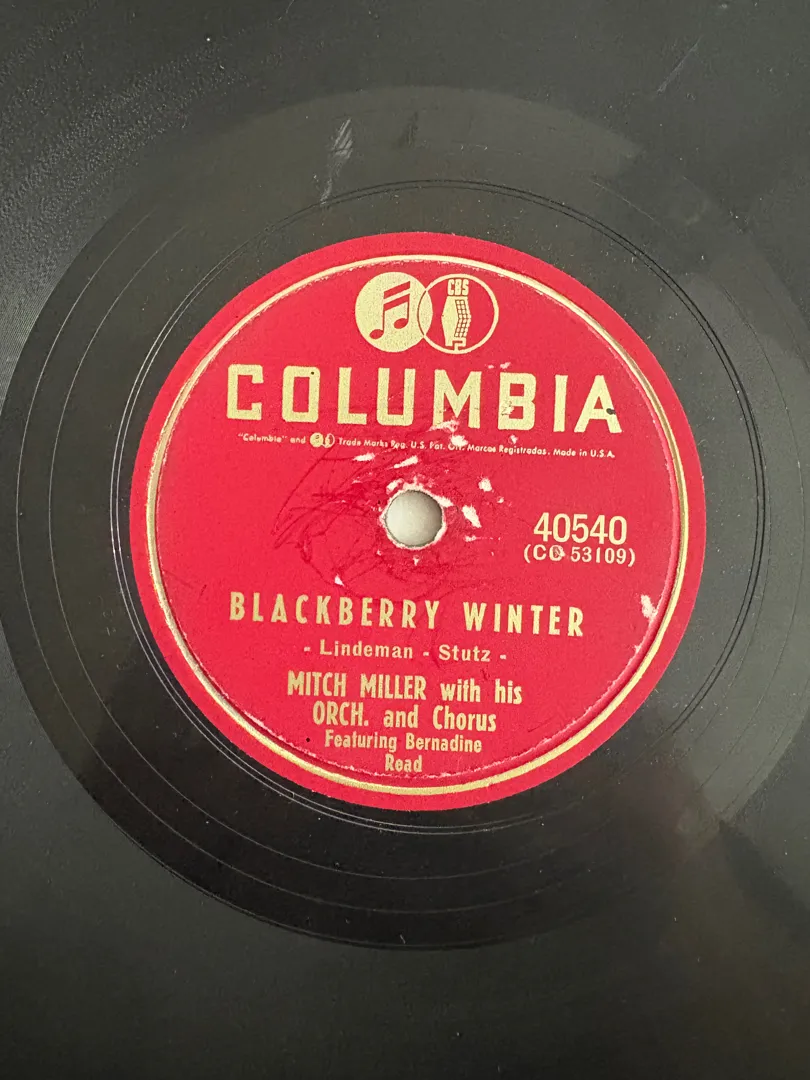 CBS
COLUMBIA
"Columbia" and Trade Marks Reg. U.S. Pat. Off. Marcas Registradas. Made in U.S.A.
40540
(CO 53109)
BLACKBERRY WINTER
- Lindeman - Stutz -
MITCH MILLER with his
ORCH. and Chorus
Featuring Bernadine
Read